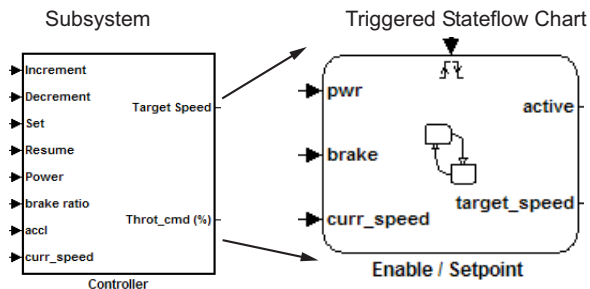 Subsystem
Triggered Stateflow Chart
Increment
Decrement
Set
Resume
Power
brake ratio
accl
curr_speed
Target Speed
Throt_cmd (%)
Controller
pwr
brake
curr_speed
active
target_speed
Enable / Setpoint